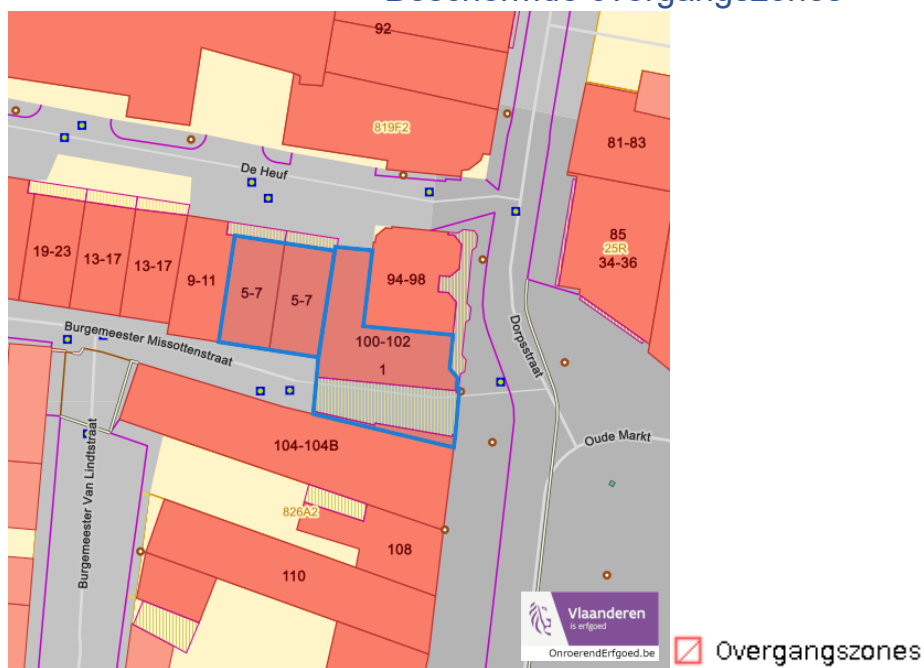 Beschermde overgangszones
92
819F2
81-83
De Heuf
85
25R
34-36
19-23
13-17
13-17
9-11
5-7
5-7
94-98
Burgemeester Missottenstraat
100-102
1
Dorpsstraat
Oude Markt
104-104B
Burgemeester Van Lindtstraat
826A2
108
110
Vlaanderen
is erfgoed
OnroerendErfgoed.be
Overgangszones